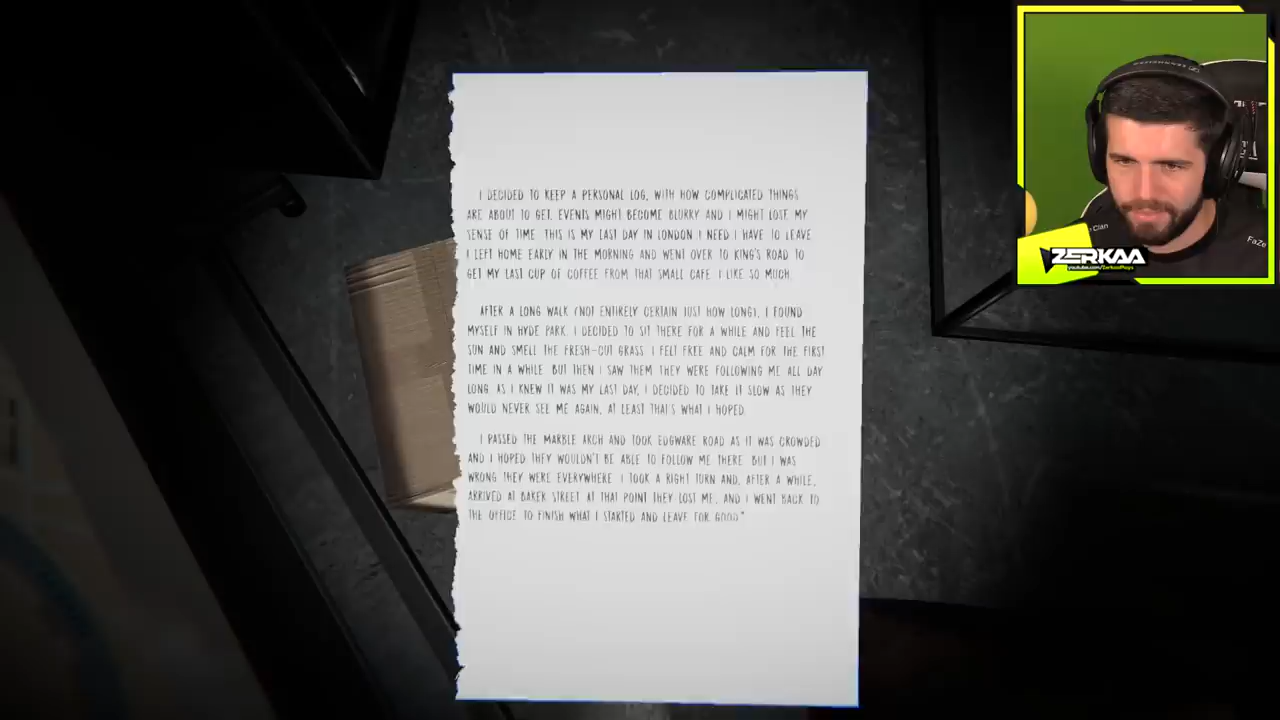 I DECIDED TO KEEP A PERSONAL LOG, WITH HOW COMPLICATED THINGS
ARE ABOUT TO GET. EVENTS MIGHT BECOME BLURRY AND I MIGHT LOSE MY
SENSE OF TIME. THIS IS MY LAST DAY IN LONDON I NEED I HAVE TO LEAVE
I LEFT HOME EARLY IN THE MORNING AND WENT OVER TO KING'S ROAD TO
GET MY LAST CUP OF COFFEE FROM THAT SMALL CAFE I LIKE SO MUCH.
AFTER A LONG WALK (NOT ENTIRELY CERTAIN JUST HOW LONG), I FOUND
MYSELF IN HYDE PARK. I DECIDED TO SIT THERE FOR A WHILE AND FEEL THE
SUN AND SMELL THE FRESH-CUT GRASS. I FELT FREE AND CALM FOR THE FIRST
TIME IN A WHILE. BUT THEN I SAW THEM THEY WERE FOLLOWING ME ALL DAY
LONG. AS I KNEW IT WAS MY LAST DAY, I DECIDED TO TAKE IT SLOW AS THEY
WOULD NEVER SEE ME AGAIN, AT LEAST THAT'S WHAT I HOPED.
I PASSED THE MARBLE ARCH AND TOOK EDGWARE ROAD AS IT WAS CROWDED
AND I HOPED THEY WOULDN'T BE ABLE TO FOLLOW ME THERE. BUT I WAS
WRONG THEY WERE EVERYWHERE. I TOOK A RIGHT TURN AND, AFTER A WHILE,
ARRIVED AT BAKER STREET AT THAT POINT THEY LOST ME, AND I WENT BACK TO
THE OFFICE TO FINISH WHAT I STARTED AND LEAVE FOR GOOD"
Clan
FaZe
ZERKAA
youtube.com/ZerkaaPlays